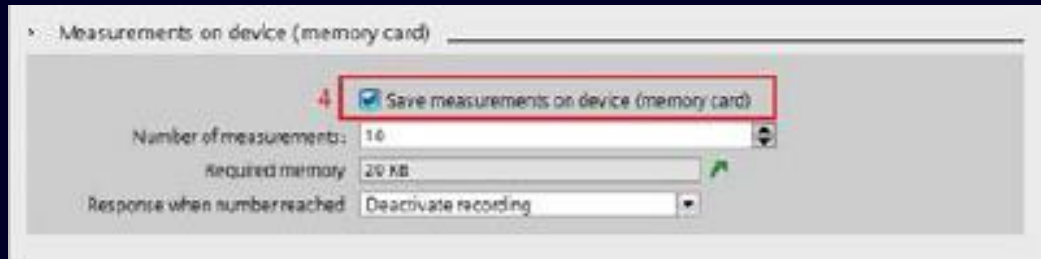 Measurements on device (memory card)
4 Save measurements on device (memory card)
Number of measurements: 10
Required memory 20 KB
Response when number reached Deactivate recording